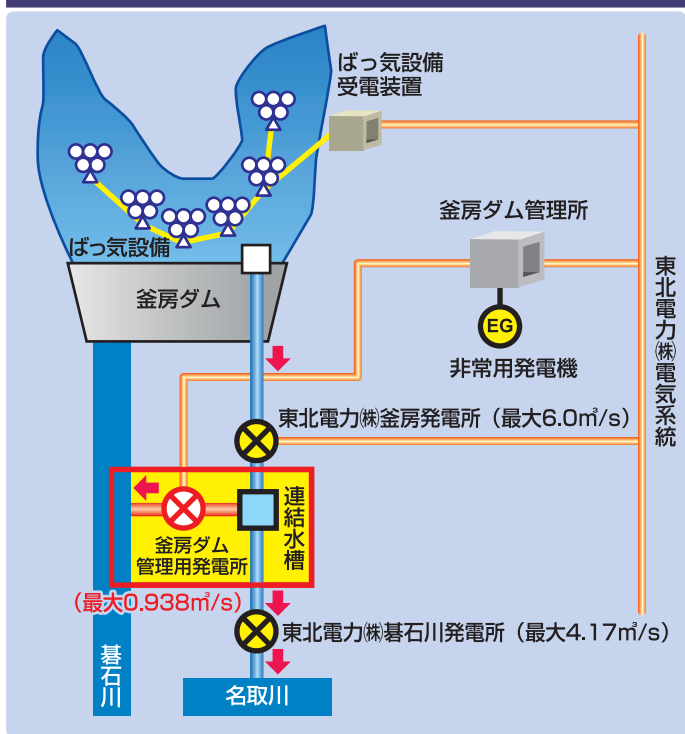 ばっ気設備
受電装置
ばっ気設備
釜房ダム
釜房ダム管理所
EG
非常用発電機
東北電力㈱電気系統
東北電力㈱釜房発電所（最大6.0㎥/s）
連結水槽
釜房ダム
管理用発電所
（最大0.938㎥/s）
東北電力㈱碁石川発電所（最大4.17㎥/s）
碁石川
名取川